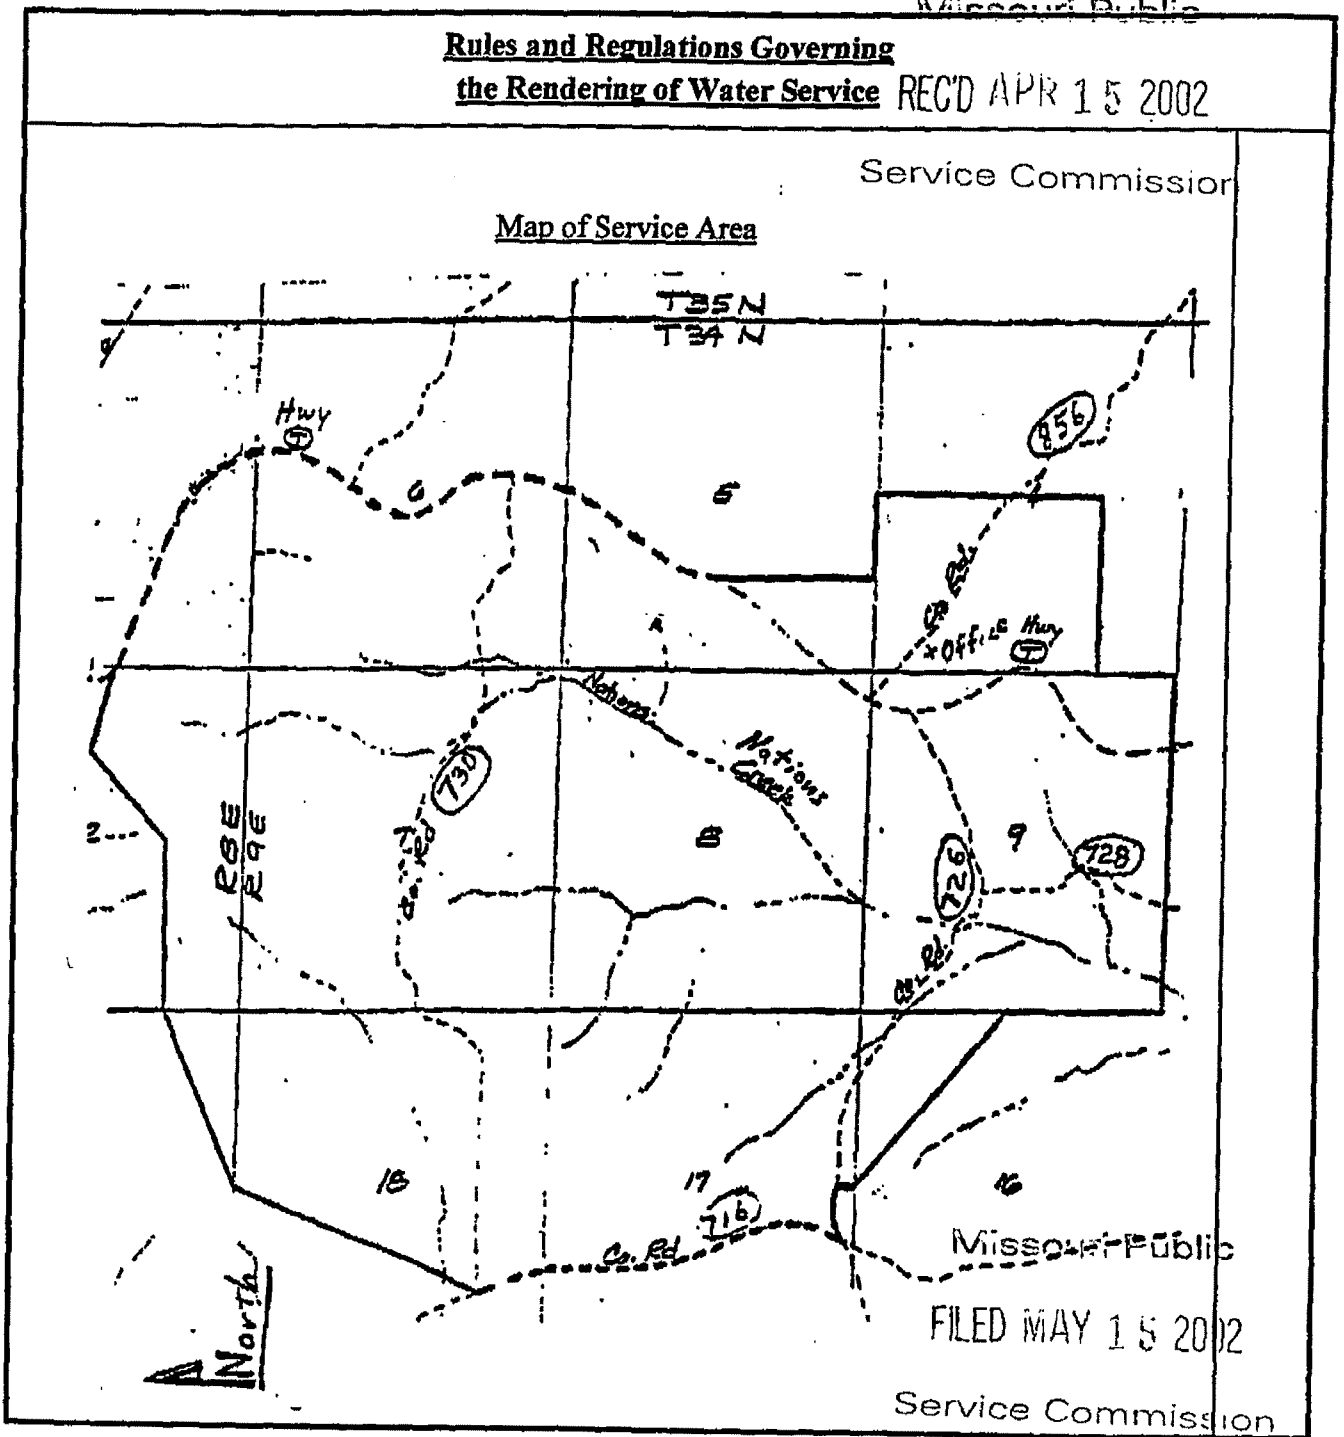 Missouri Public
Rules and Regulations Governing
the Rendering of Water Service
REC'D APR 15 2002
Service Commission
Map of Service Area
T35N
T34N
Hwy
T
6
5
856
Co Rd.
x Office
Hwy
T
Nations
Nations
Creek
730
R8E
R9E
Co. Rd
8
9
726
728
Co. Rd
18
17
16
716
Co. Rd
Missouri Public
FILED MAY 15 2002
North
Service Commission